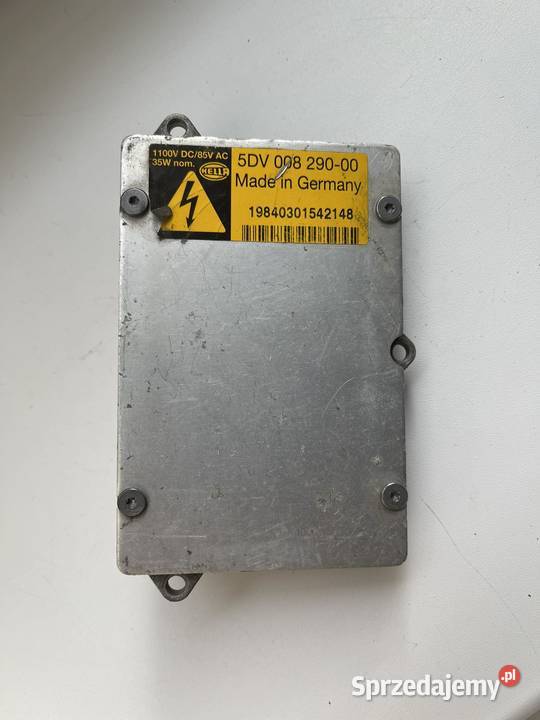 1100V DC/85V AC
35W nom.
HELLA
5DV 008 290-00
Made in Germany
19840301542148
Sprzedajemy.pl